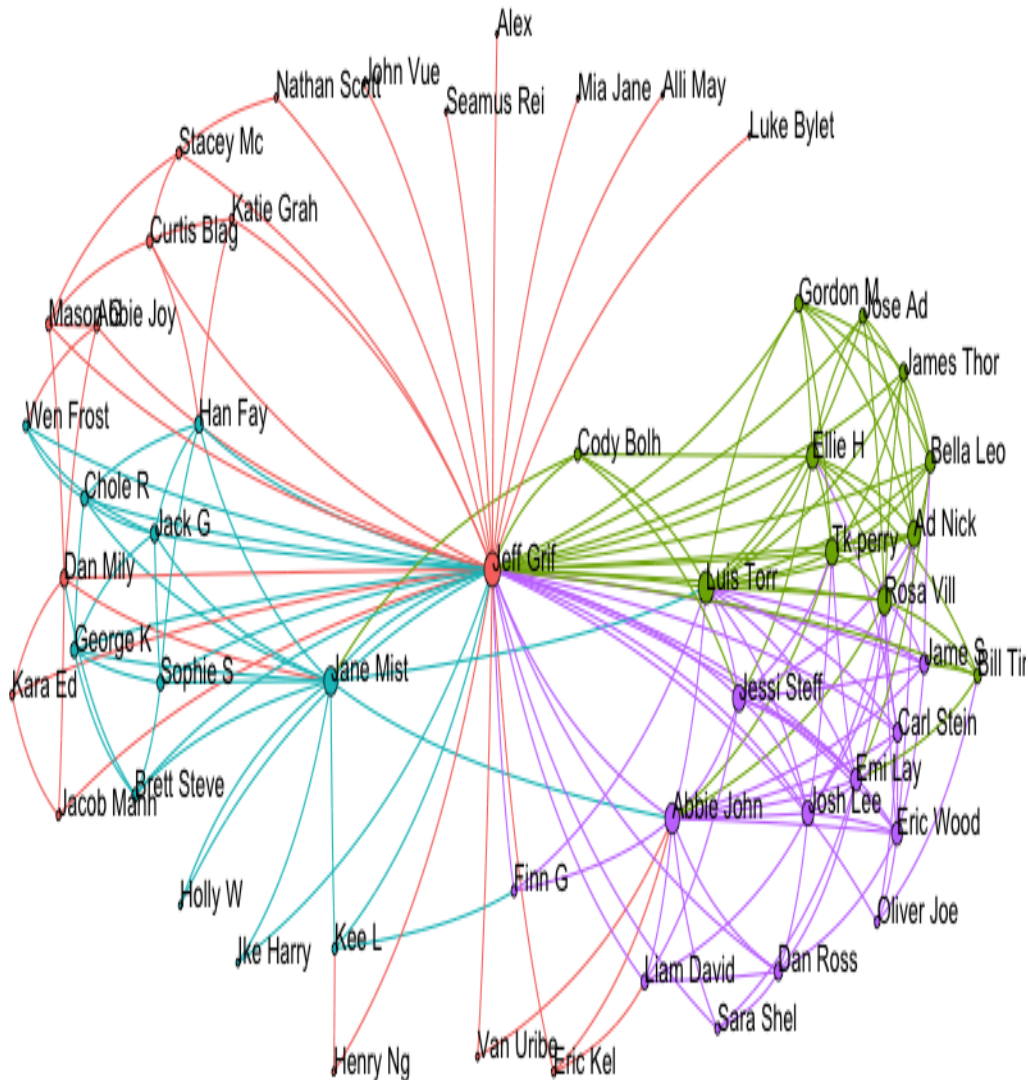 Alex
Nathan Scott
John Vue
Seamus Rei
Mia Jane
Alli May
Luke Bylet
Stacey Mc
Katie Grah
Curtis Blag
Mason G
Abbie Joy
Gordon M
Jose Ad
James Thor
Wen Frost
Han Fay
Cody Bolh
Ellie H
Bella Leo
Chole R
Jack G
Ad Nick
Dan Mily
Jeff Grif
Tk perry
Luis Torr
Rosa Vill
George K
Sophie S
Jane Mist
Kara Ed
Jame S
Bill Tir
Jessi Steff
Carl Stein
Jacob Mann
Brett Steve
Abbie John
Emi Lay
Josh Lee
Eric Wood
Holly W
Finn G
Oliver Joe
Ike Harry
Kee L
Liam David
Dan Ross
Sara Shel
Henry Ng
Van Uribe
Eric Kel